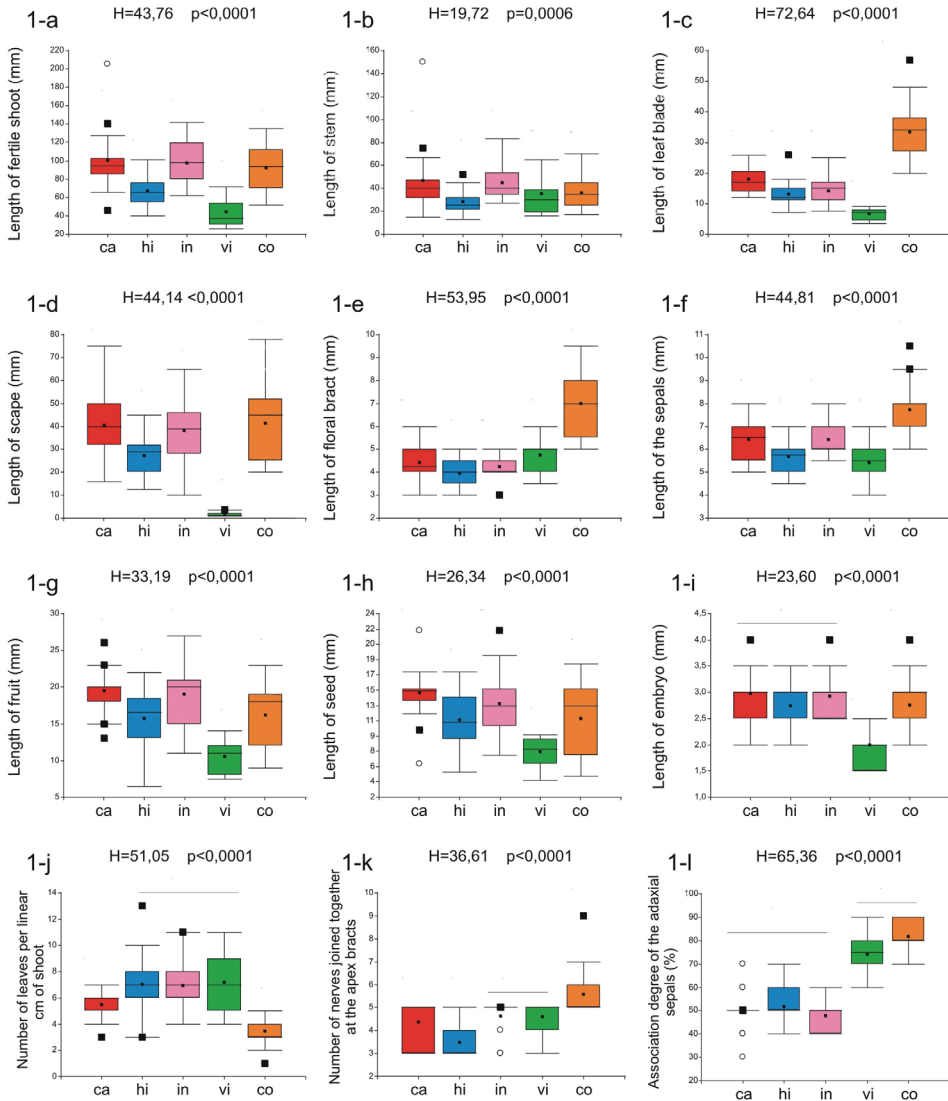 1-a
H=43,76 p<0,0001
Length of fertile shoot (mm)
220
200
180
160
140
120
100
80
60
40
20
ca hi in vi co
1-b
H=19,72 p=0,0006
Length of stem (mm)
160
140
120
100
80
60
40
20
0
ca hi in vi co
1-c
H=72,64 p<0,0001
Length of leaf blade (mm)
60
50
40
30
20
10
0
ca hi in vi co
1-d
H=44,14 <0,0001
Length of scape (mm)
80
70
60
50
40
30
20
10
0
ca hi in vi co
1-e
H=53,95 p<0,0001
Length of floral bract (mm)
10
9
8
7
6
5
4
3
2
ca hi in vi co
1-f
H=44,81 p<0,0001
Length of the sepals (mm)
11
10
9
8
7
6
5
4
3
ca hi in vi co
1-g
H=33,19 p<0,0001
Length of fruit (mm)
30
25
20
15
10
5
ca hi in vi co
1-h
H=26,34 p<0,0001
Length of seed (mm)
24
22
20
18
17
15
13
11
9
8
6
4
2
ca hi in vi co
1-i
H=23,60 p<0,0001
Length of embryo (mm)
4,5
4,0
3,5
3,0
2,5
2,0
1,5
1,0
ca hi in vi co
1-j
H=51,05 p<0,0001
Number of leaves per linear
cm of shoot
14
12
10
8
6
4
2
0
ca hi in vi co
1-k
H=36,61 p<0,0001
Number of nerves joined together
at the apex bracts
10
9
8
7
6
5
4
3
2
ca hi in vi co
1-l
H=65,36 p<0,0001
Association degree of the adaxial
sepals (%)
100
90
80
70
60
50
40
30
20
ca hi in vi co